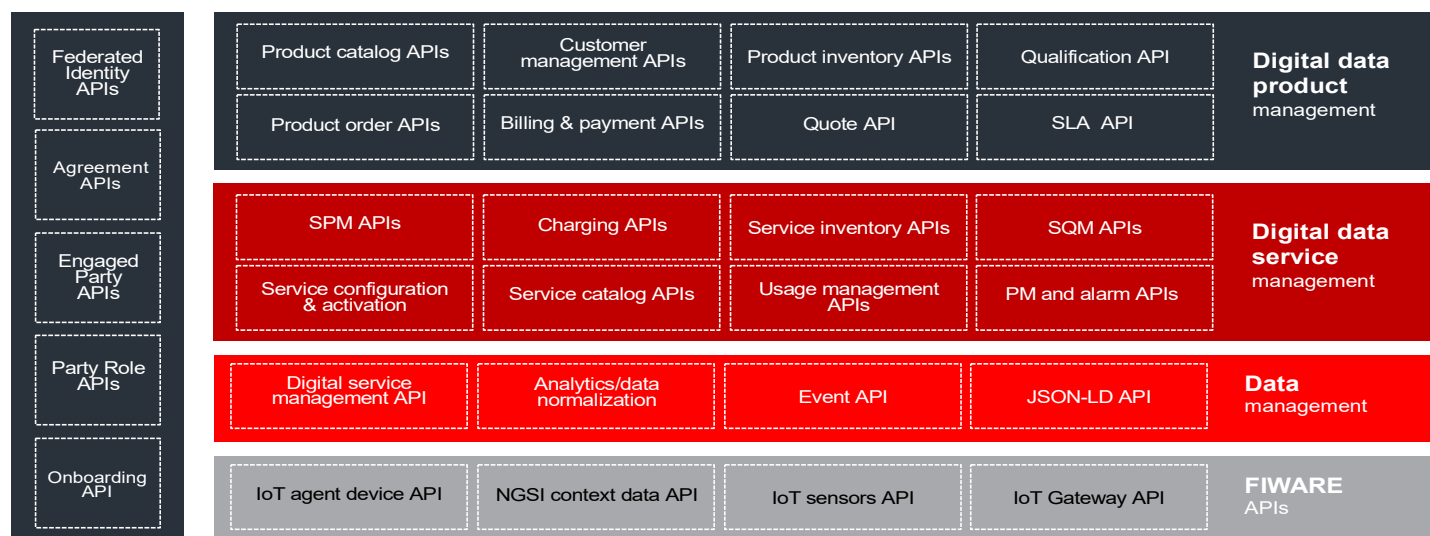 Federated
Identity
APIs
Agreement
APIs
Engaged
Party
APIs
Party Role
APIs
Onboarding
API
Product catalog APIs
Customer
management APIs
Product inventory APIs
Qualification API
Product order APIs
Billing & payment APIs
Quote API
SLA API
Digital data
product
management
SPM APIs
Charging APIs
Service inventory APIs
SQM APIs
Service configuration
& activation
Service catalog APIs
Usage management
APIs
PM and alarm APIs
Digital data
service
management
Digital service
management API
Analytics/data
normalization
Event API
JSON-LD API
Data
management
IoT agent device API
NGSI context data API
IoT sensors API
IoT Gateway API
FIWARE
APIs